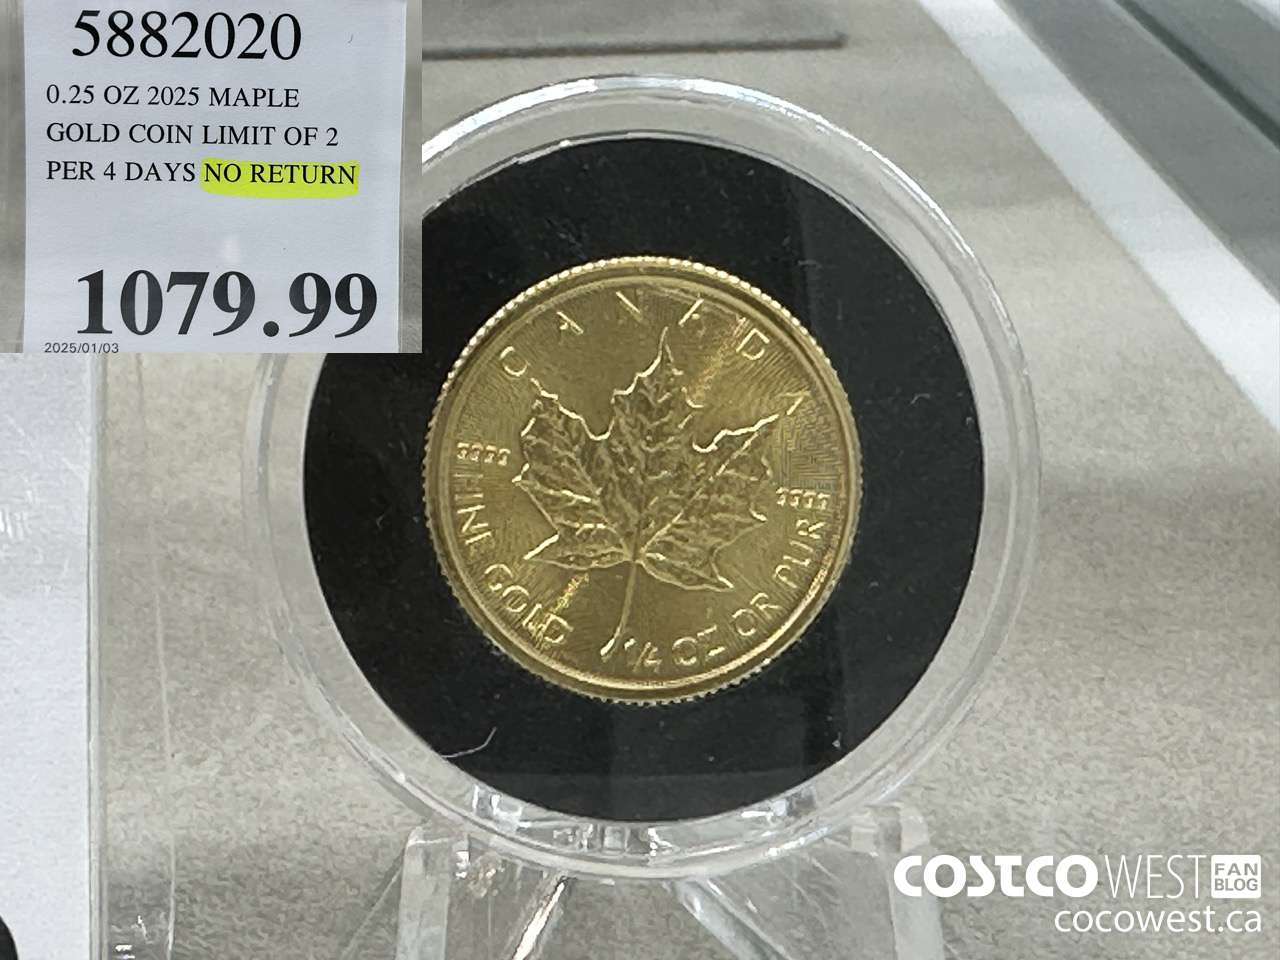 5882020
0.25 OZ 2025 MAPLE
GOLD COIN LIMIT OF 2
PER 4 DAYS NO RETURN
1079.99
2025/01/03
CANADA
9999
9999
FINE GOLD 1/4 OZ OR PUR
COSTCO WEST FAN BLOG
cocowest.ca